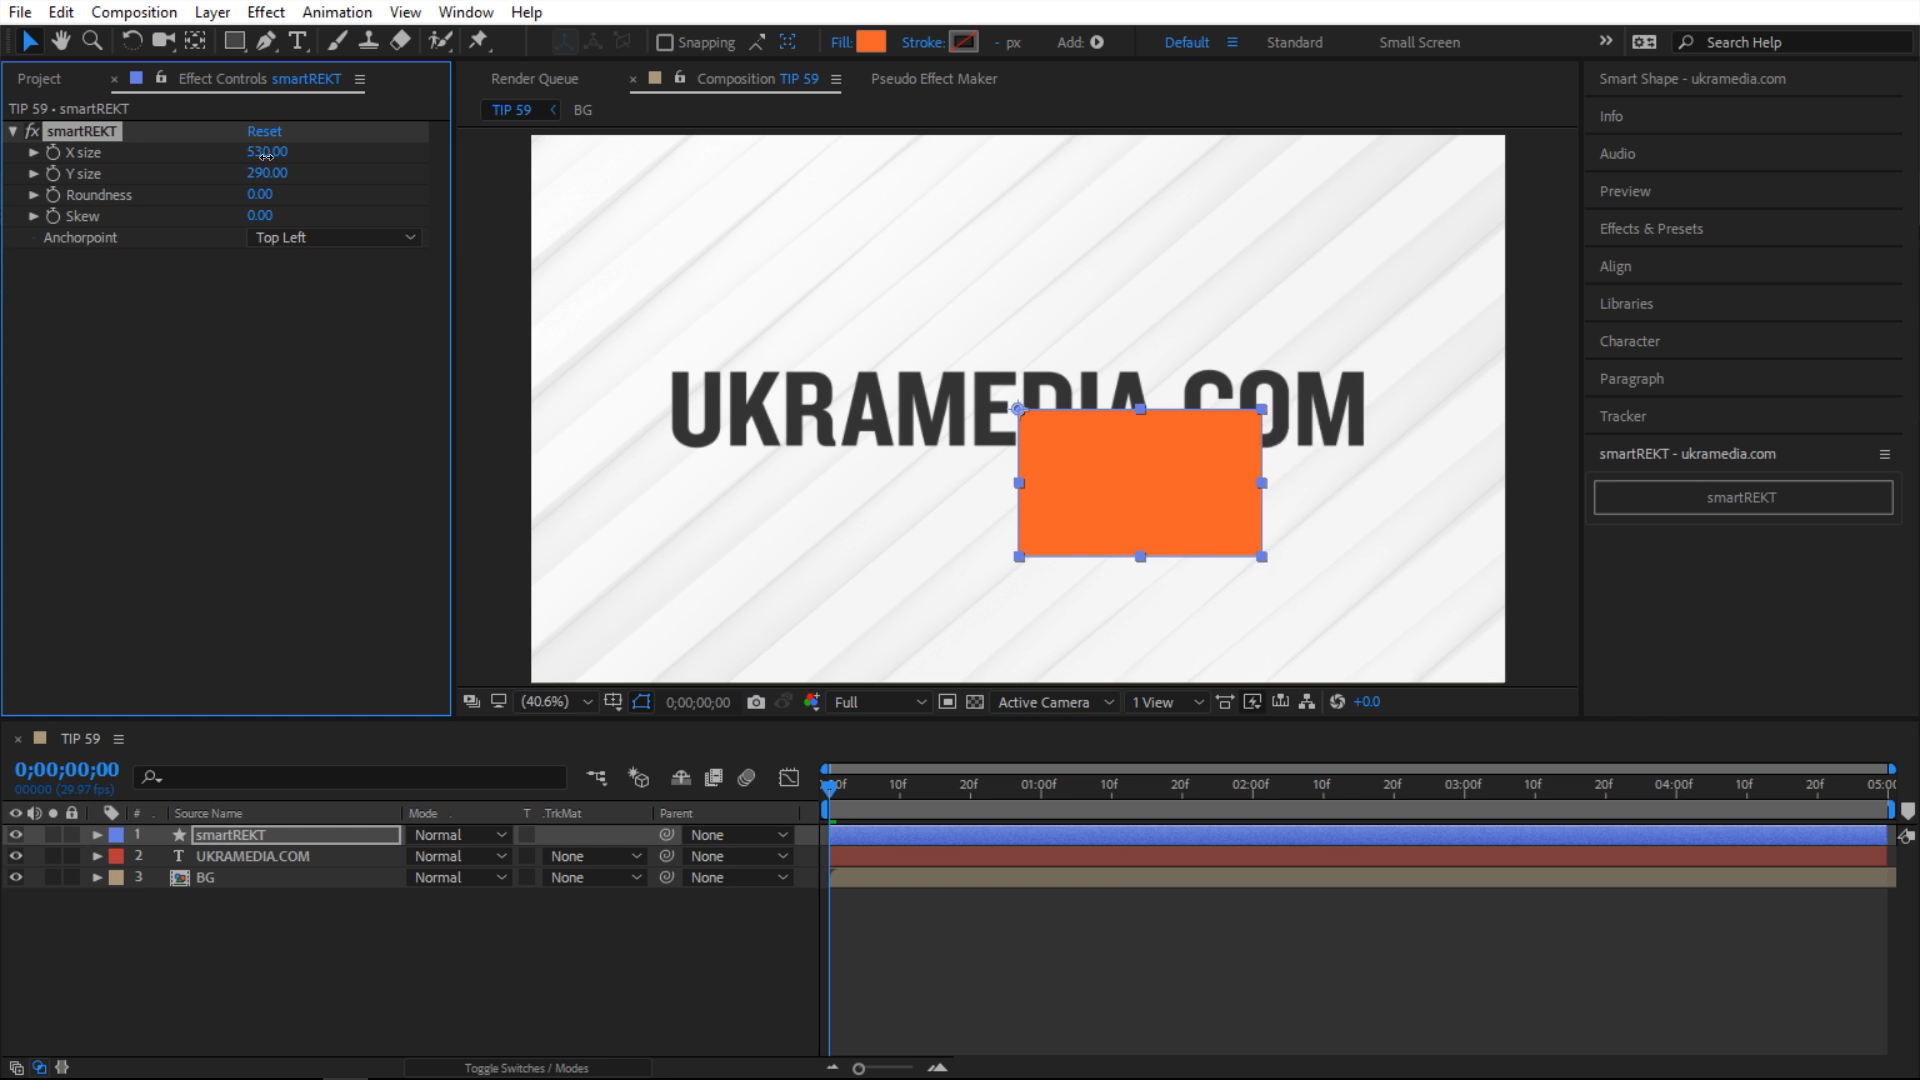 File Edit Composition Layer Effect Animation View Window Help
Snapping Fill: Stroke: - px Add: Default Standard Small Screen Search Help
Project Effect Controls smartREKT
TIP 59 • smartREKT
fx smartREKT Reset
X size 530.00
Y size 290.00
Roundness 0.00
Skew 0.00
Anchorpoint Top Left
Render Queue Composition TIP 59 Pseudo Effect Maker
TIP 59 BG
UKRAMEDIA.COM
(40.6%) 0;00;00;00 Full Active Camera 1 View +0.0
Smart Shape - ukramedia.com
Info
Audio
Preview
Effects & Presets
Align
Libraries
Character
Paragraph
Tracker
smartREKT - ukramedia.com
smartREKT
TIP 59
0;00;00;00
00000 (29.97 fps)
# Source Name Mode T .TrkMat Parent
1 smartREKT Normal None
2 T UKRAMEDIA.COM Normal None None
3 BG Normal None None
10f 20f 01:00f 10f 20f 02:00f 10f 20f 03:00f 10f 20f 04:00f 10f 20f
Toggle Switches / Modes